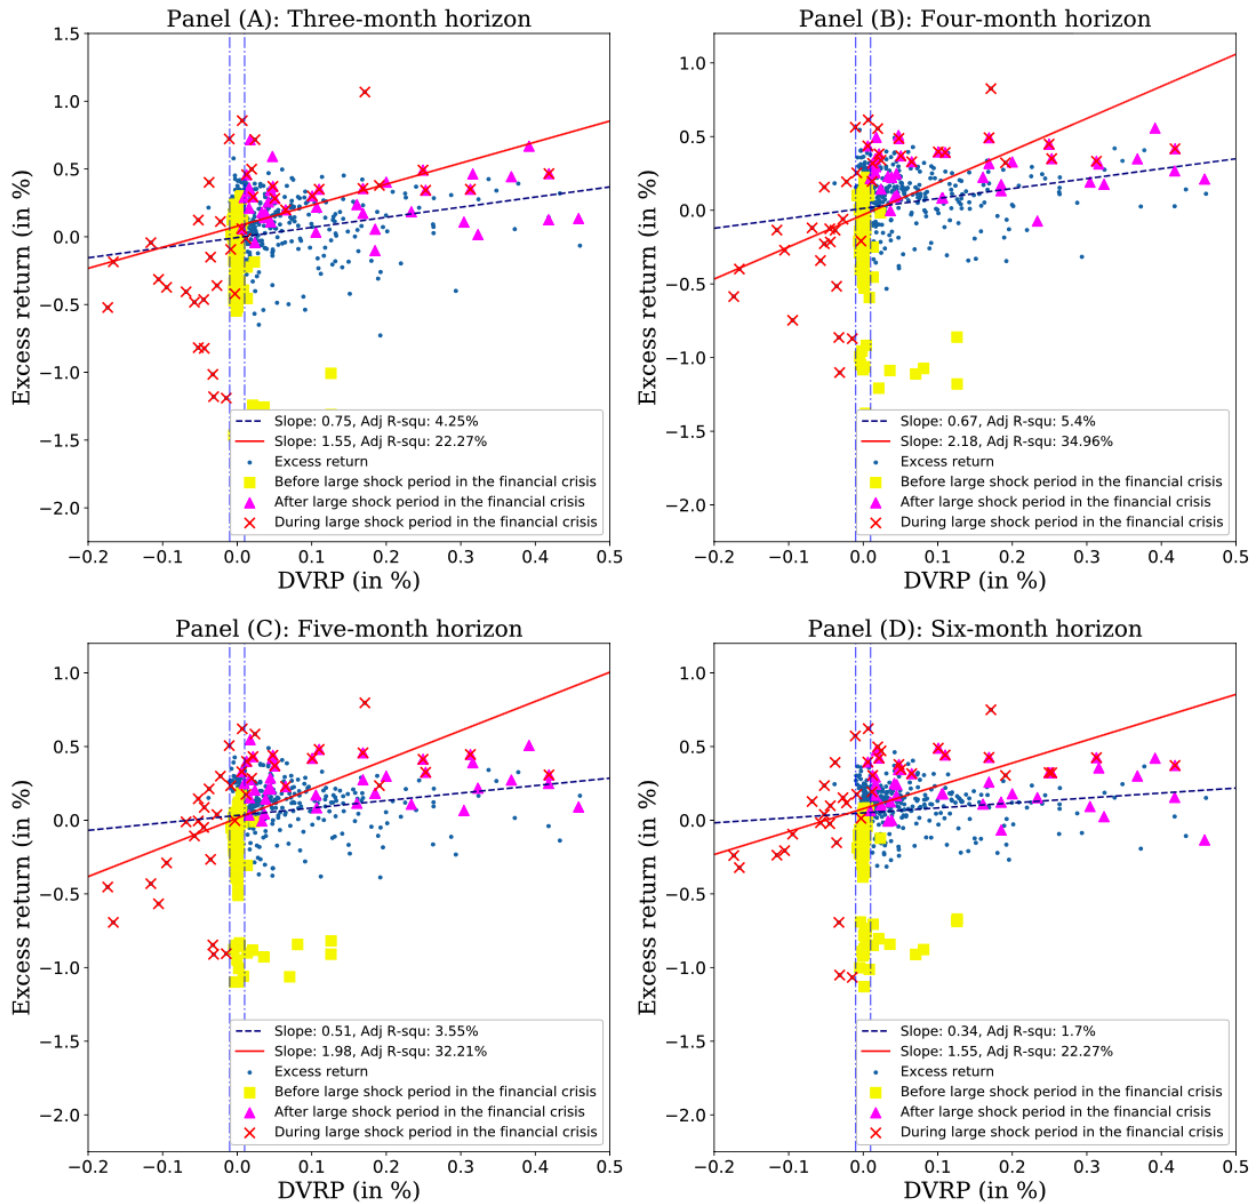 Panel (A): Three-month horizon
1.5
1.0
0.5
0.0
−0.5
−1.0
−1.5
−2.0
Excess return (in %)
Slope: 0.75, Adj R-squ: 4.25%
Slope: 1.55, Adj R-squ: 22.27%
Excess return
Before large shock period in the financial crisis
After large shock period in the financial crisis
During large shock period in the financial crisis
−0.2 −0.1 0.0 0.1 0.2 0.3 0.4 0.5
DVRP (in %)
Panel (B): Four-month horizon
1.0
0.5
0.0
−0.5
−1.0
−1.5
−2.0
Excess return (in %)
Slope: 0.67, Adj R-squ: 5.4%
Slope: 2.18, Adj R-squ: 34.96%
Excess return
Before large shock period in the financial crisis
After large shock period in the financial crisis
During large shock period in the financial crisis
−0.2 −0.1 0.0 0.1 0.2 0.3 0.4 0.5
DVRP (in %)
Panel (C): Five-month horizon
1.0
0.5
0.0
−0.5
−1.0
−1.5
−2.0
Excess return (in %)
Slope: 0.51, Adj R-squ: 3.55%
Slope: 1.98, Adj R-squ: 32.21%
Excess return
Before large shock period in the financial crisis
After large shock period in the financial crisis
During large shock period in the financial crisis
−0.2 −0.1 0.0 0.1 0.2 0.3 0.4 0.5
DVRP (in %)
Panel (D): Six-month horizon
1.0
0.5
0.0
−0.5
−1.0
−1.5
−2.0
Excess return (in %)
Slope: 0.34, Adj R-squ: 1.7%
Slope: 1.55, Adj R-squ: 22.27%
Excess return
Before large shock period in the financial crisis
After large shock period in the financial crisis
During large shock period in the financial crisis
−0.2 −0.1 0.0 0.1 0.2 0.3 0.4 0.5
DVRP (in %)